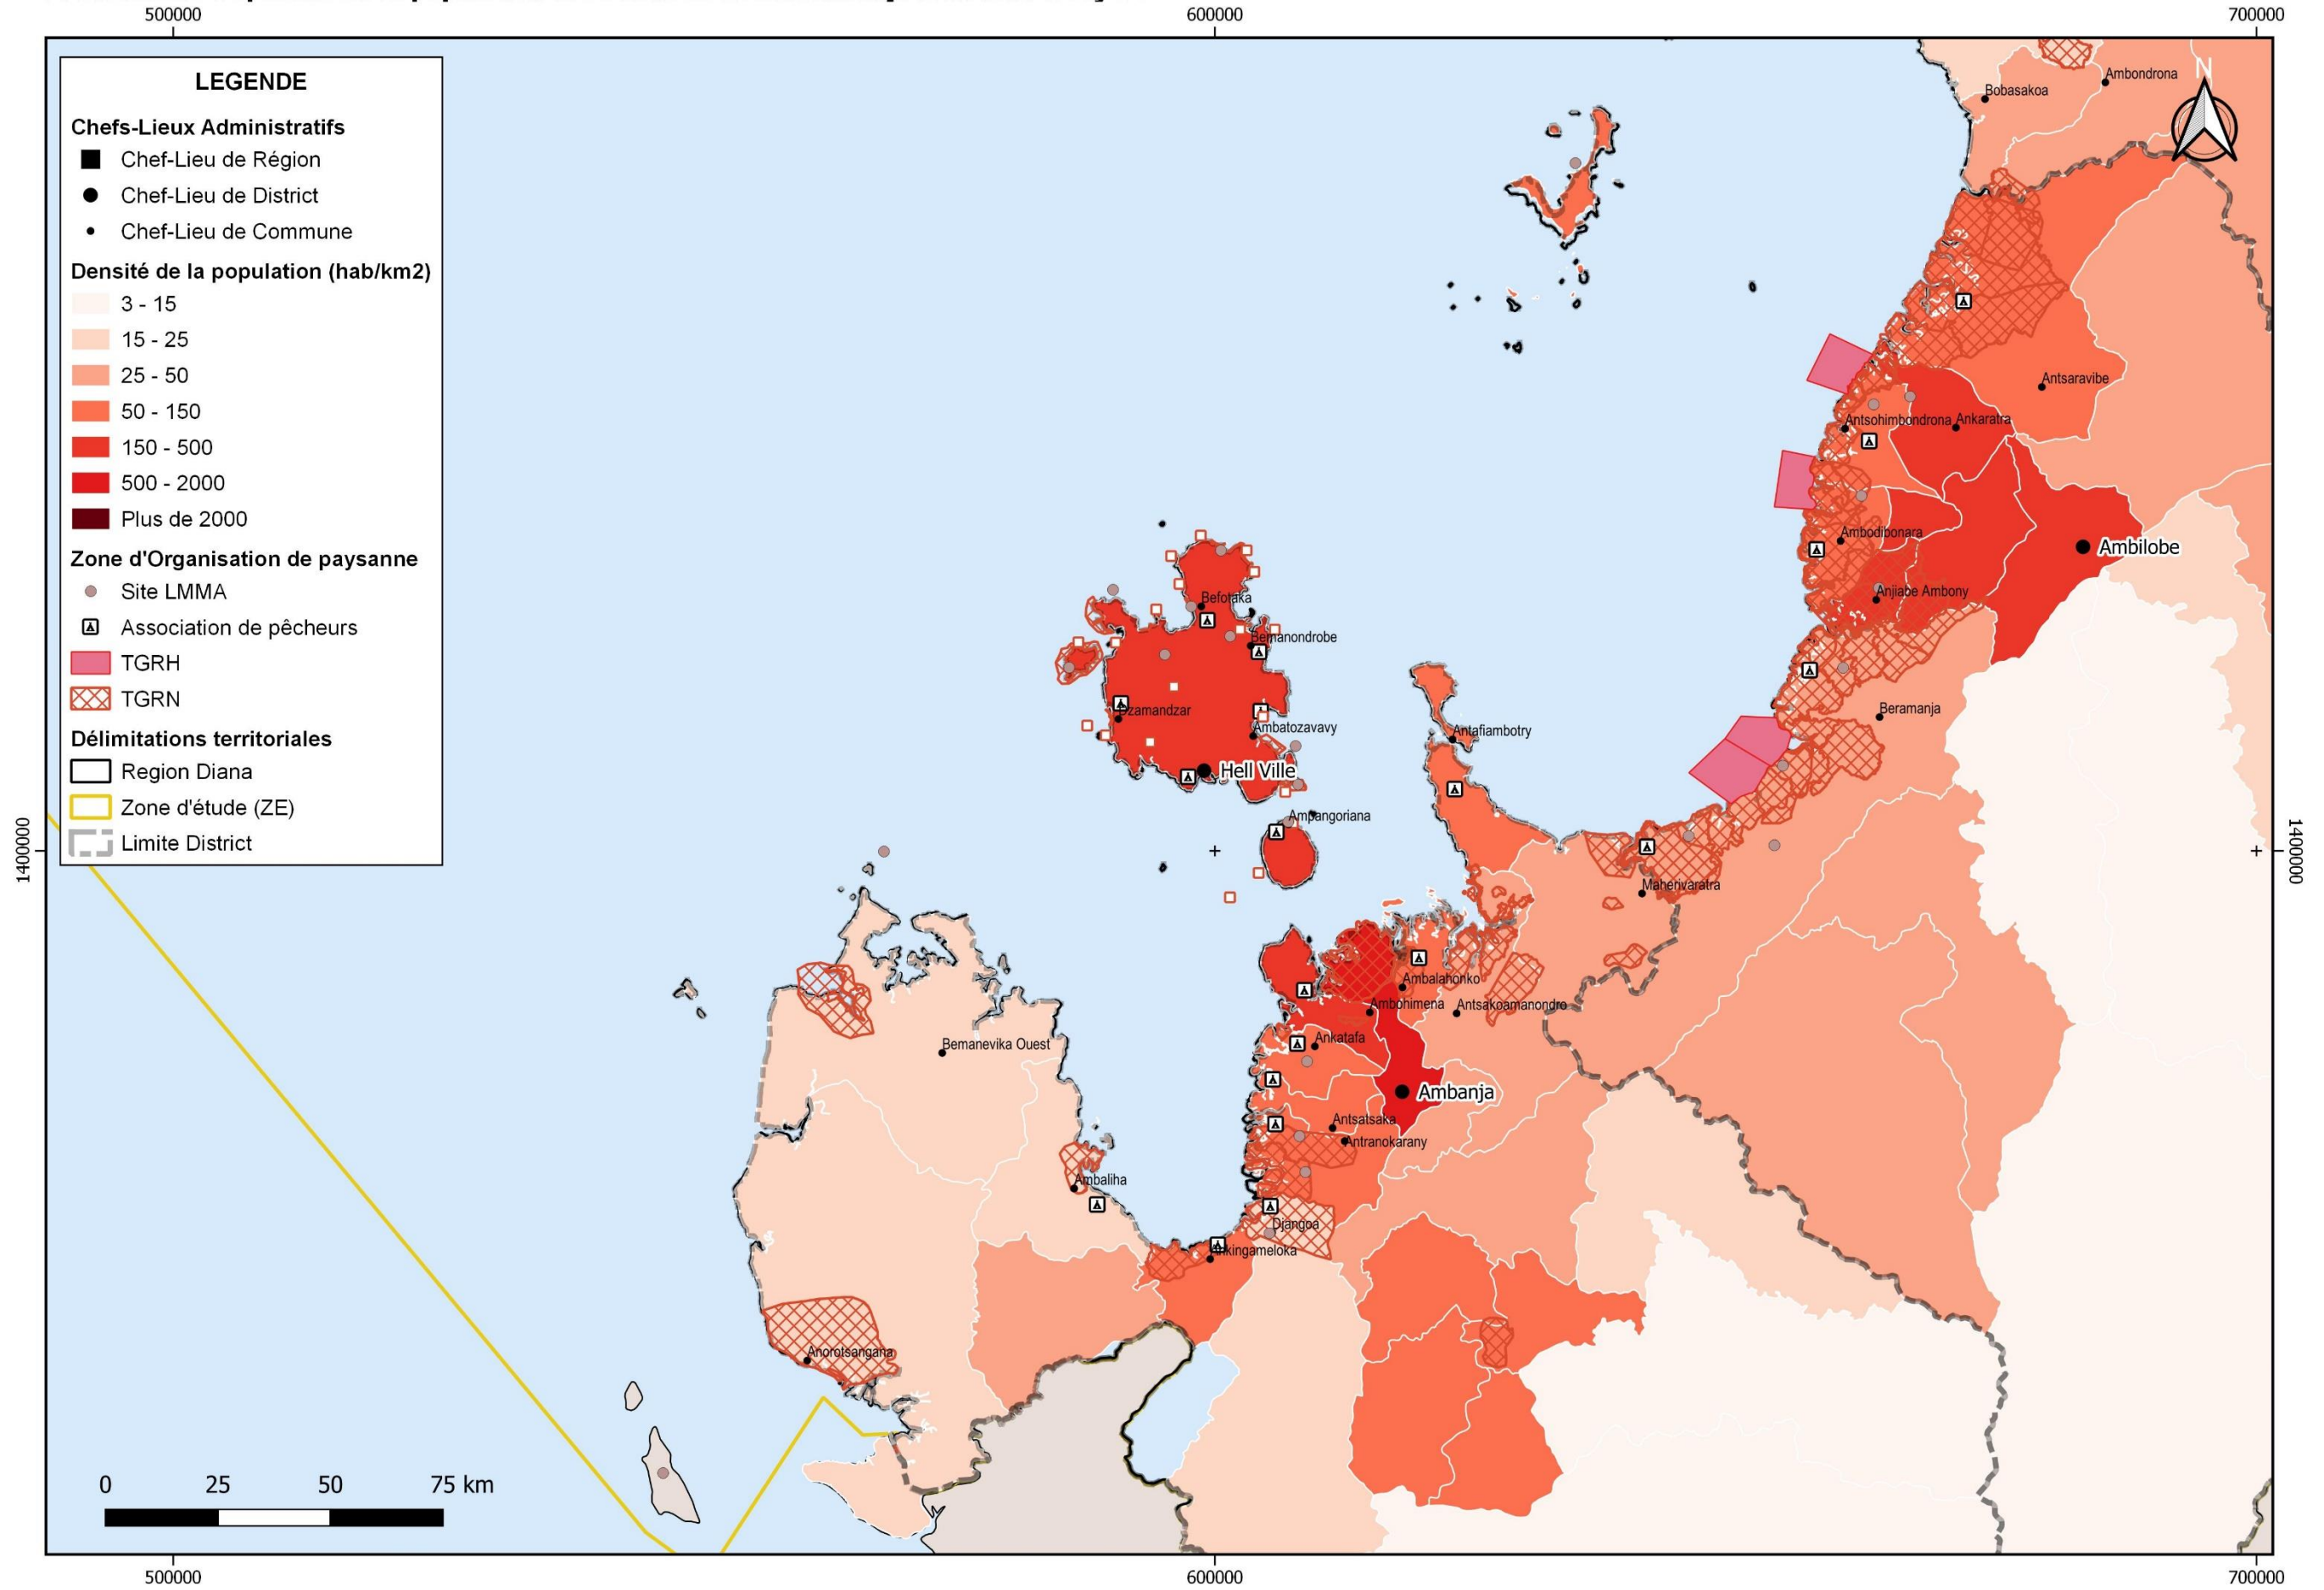 500000
600000
700000
LEGENDE
Chefs-Lieux Administratifs
Chef-Lieu de Région
Chef-Lieu de District
Chef-Lieu de Commune
Densité de la population (hab/km2)
3 - 15
15 - 25
25 - 50
50 - 150
150 - 500
500 - 2000
Plus de 2000
Zone d'Organisation de paysanne
Site LMMA
Association de pêcheurs
TGRH
TGRN
Délimitations territoriales
Region Diana
Zone d'étude (ZE)
Limite District
N
Ambondrona
Bobasakoa
Antsaravibe
Antsohimbondrona
Ankaratra
Ambodibonara
Ambilobe
Anjiabe Ambony
Befotaka
Bemanondrobe
Dzamandzar
Ambatozavavy
Beramanja
Antafiambotry
Hell Ville
Ampangoriana
1400000
1400000
Maherivaratra
Ambalahonko
Ambohimena
Antsakoamanondro
Ankatafa
Bemanevika Ouest
Ambanja
Antsatsaka
Antranokarany
Ambaliha
Djangoa
Ankingameloka
Anorotsangana
0
25
50
75 km
500000
600000
700000